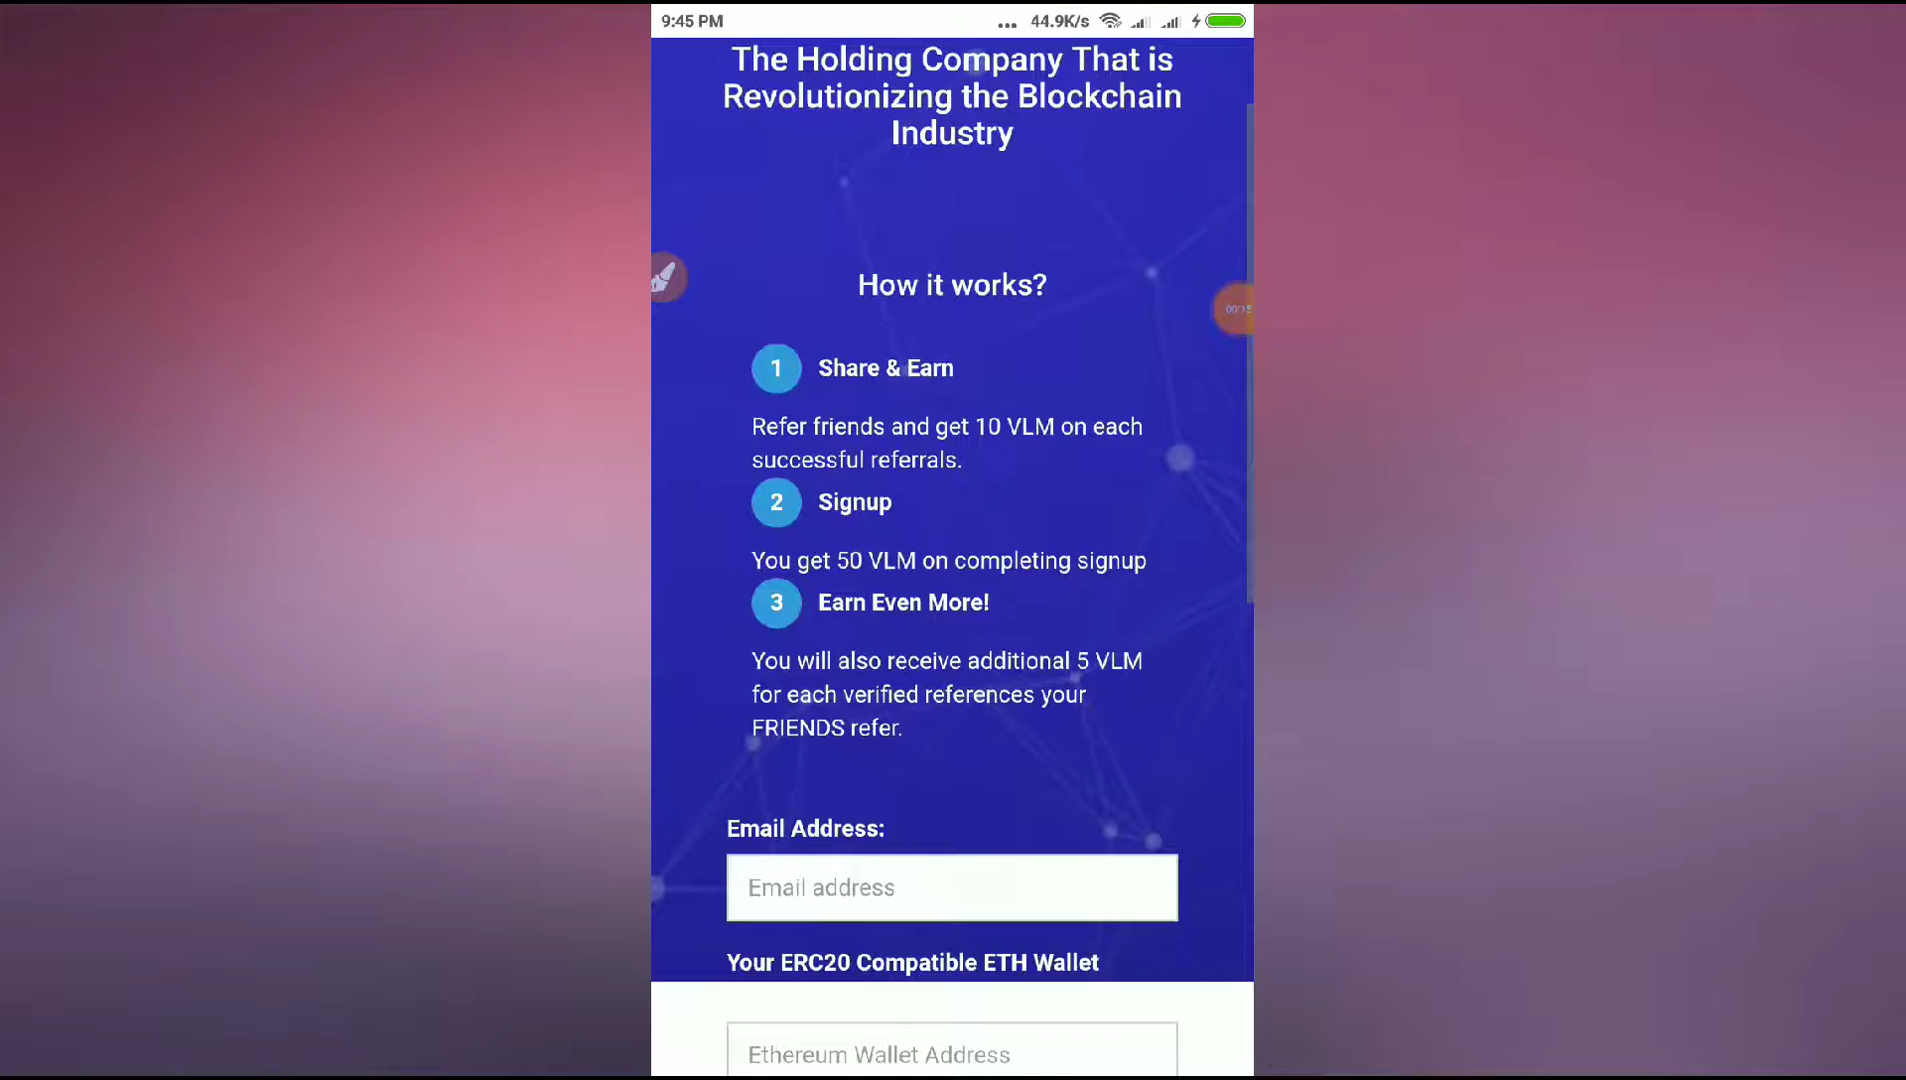 9:45 PM
... 44.9K/s
The Holding Company That is
Revolutionizing the Blockchain
Industry
How it works?
00:15
1 Share & Earn
Refer friends and get 10 VLM on each
successful referrals.
2 Signup
You get 50 VLM on completing signup
3 Earn Even More!
You will also receive additional 5 VLM
for each verified references your
FRIENDS refer.
Email Address:
Email address
Your ERC20 Compatible ETH Wallet
Ethereum Wallet Address